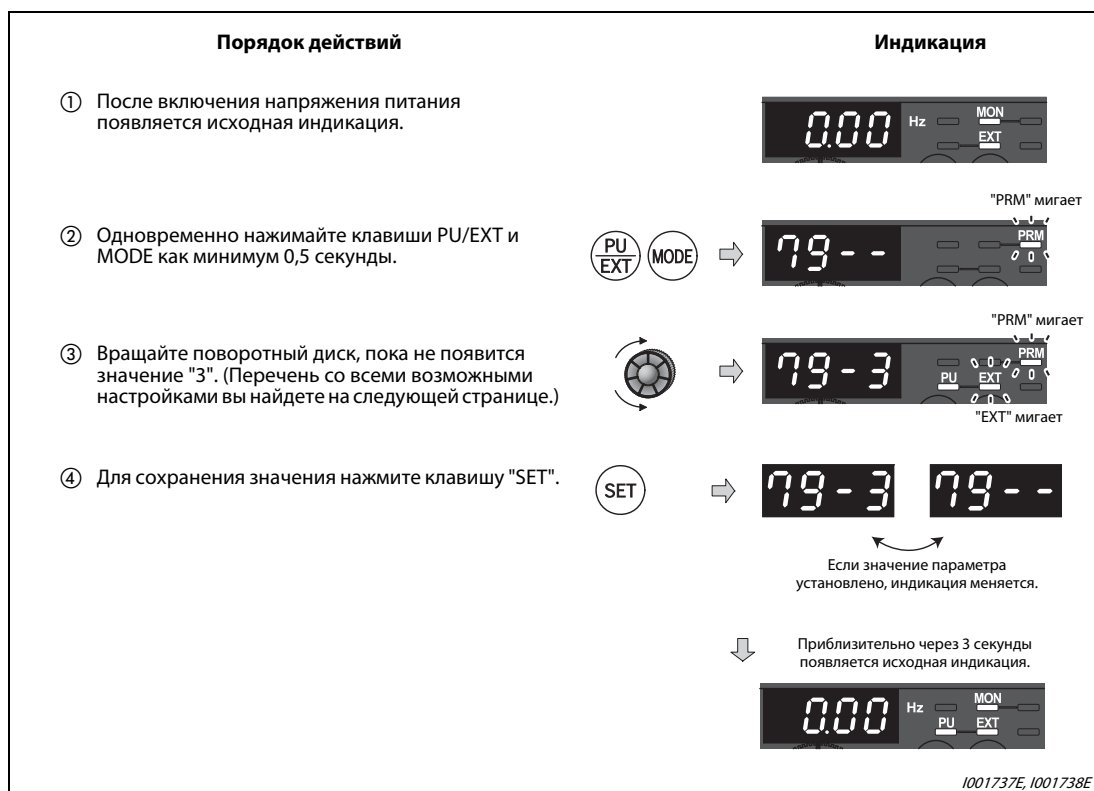 Порядок действий
Индикация
① После включения напряжения питания
появляется исходная индикация.
0.00 Hz MON
EXT
② Одновременно нажимайте клавиши PU/EXT и
MODE как минимум 0,5 секунды.
PU
EXT
MODE
"PRM" мигает
79-- PRM
③ Вращайте поворотный диск, пока не появится
значение "3". (Перечень со всеми возможными
настройками вы найдете на следующей странице.)
"PRM" мигает
79-3 PRM
PU EXT
"EXT" мигает
④ Для сохранения значения нажмите клавишу "SET".
SET
79-3 79--
Если значение параметра
установлено, индикация меняется.
Приблизительно через 3 секунды
появляется исходная индикация.
0.00 Hz MON
PU EXT
I001737E, I001738E